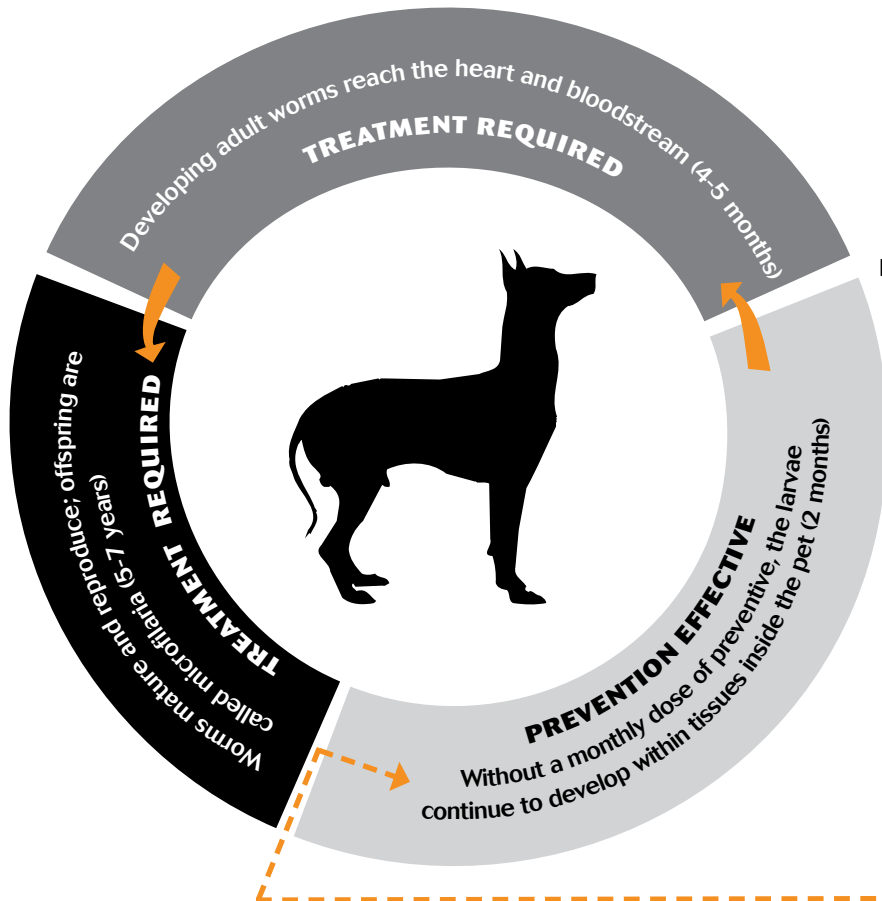 Developing adult worms reach the heart and bloodstream (4-5 months)
TREATMENT REQUIRED
PREVENTION EFFECTIVE
Without a monthly dose of preventive, the larvae
continue to develop within tissues inside the pet (2 months)
TREATMENT REQUIRED
Worms mature and reproduce; offspring are
called microfilaria (5-7 years)